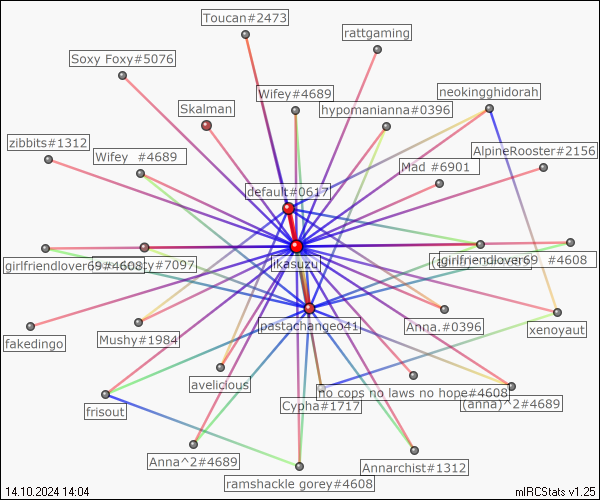 Toucan#2473
rattgaming
Soxy Foxy#5076
Wifey#4689
neokingghidorah
Skalman
hypomanianna#0396
zibbits#1312
Wifey #4689
AlpineRooster#2156
Mad #6901
default#0617
girlfriendlover69#4608
cy#7097
ikasuzu
girlfriendlover69 #4608
fakedingo
Mushy#1984
pastachangeo41
Anna.#0396
xenoyaut
avelicious
no cops no laws no hope#4608
frisout
Cypha#1717
(anna)^2#4689
Anna^2#4689
Annarchist#1312
ramshackle gorey#4608
14.10.2024 14:04
mIRCStats v1.25